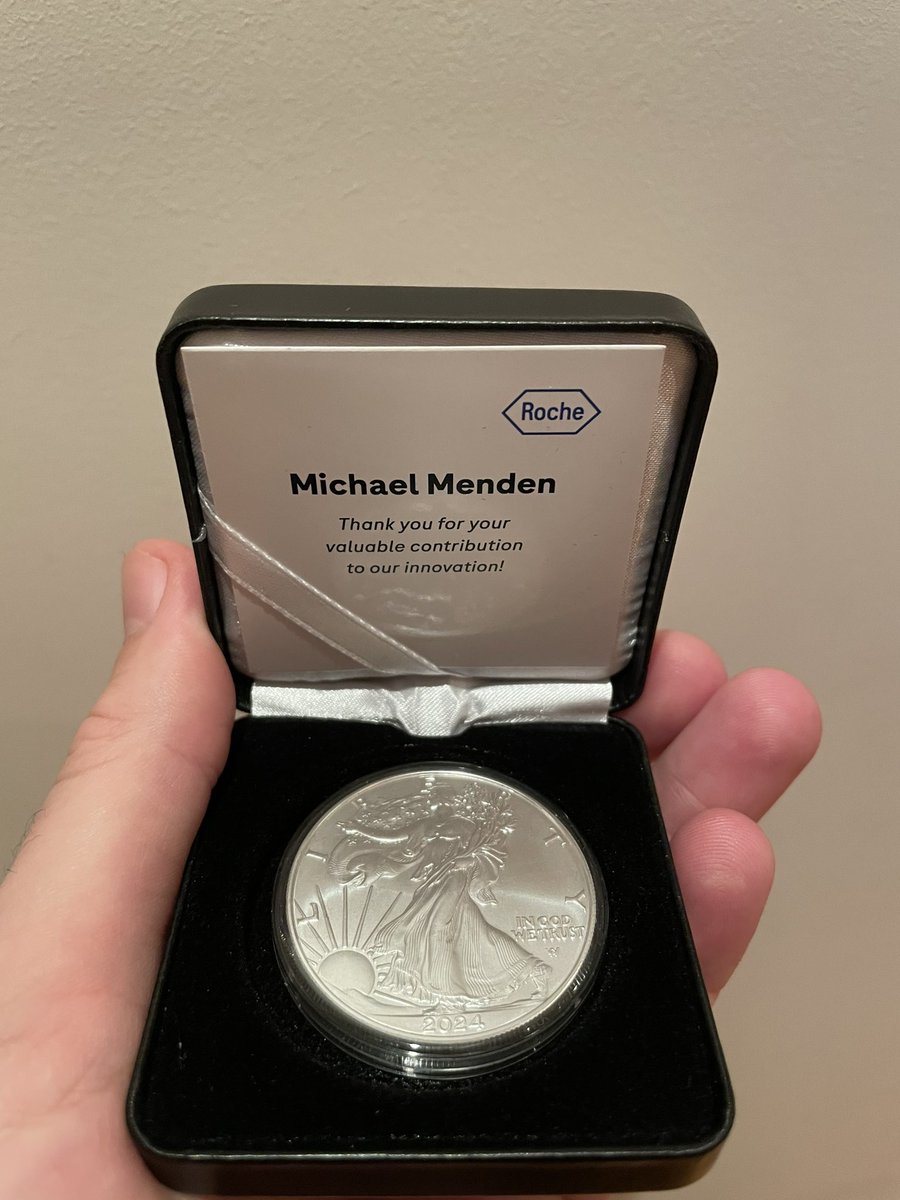 Roche
Michael Menden
Thank you for your
valuable contribution
to our innovation!
LIBERTY
IN GOD
WE TRUST
2024